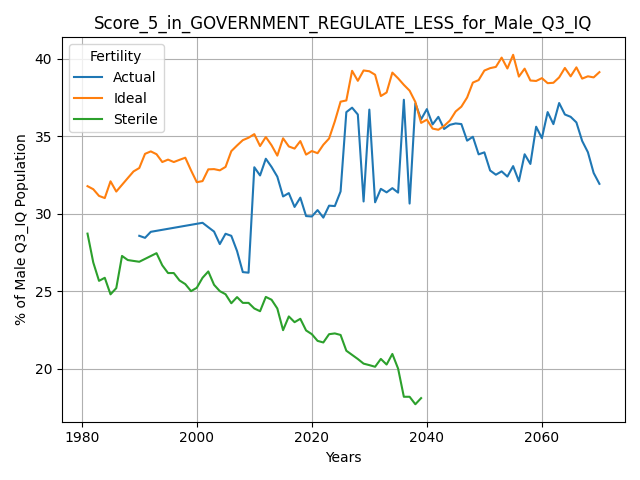 Score_5_in_GOVERNMENT_REGULATE_LESS_for_Male_Q3_IQ
Fertility
Actual
Ideal
Sterile
% of Male Q3_IQ Population
40
35
30
25
20
1980
2000
2020
2040
2060
Years